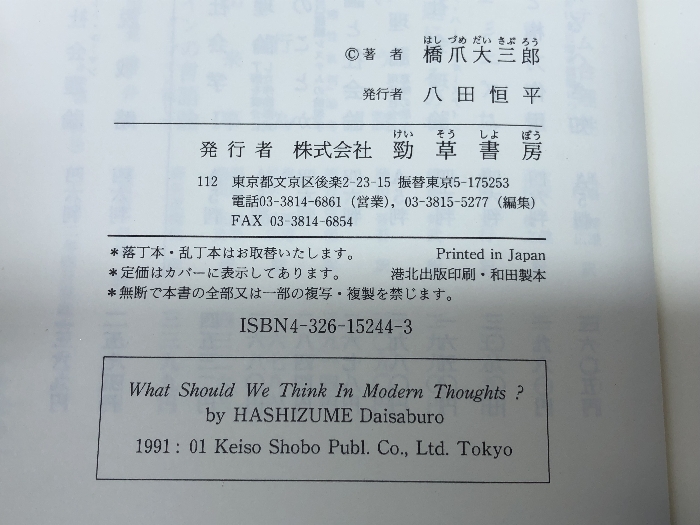 はし づめ だい さぶ ろう
©著 者 橋爪大三郎
発行者 八 田 恒 平
けい そう しよ ぼう
発 行 者 株式会社 勁 草 書 房
112 東京都文京区後楽2-23-15 振替東京5-175253
電話03-3814-6861（営業），03-3815-5277（編集）
FAX 03-3814-6854
＊落丁本・乱丁本はお取替いたします。 Printed in Japan
＊定価はカバーに表示してあります。 港北出版印刷・和田製本
＊無断で本書の全部又は一部の複写・複製を禁じます。
ISBN4-326-15244-3
What Should We Think In Modern Thoughts ?
by HASHIZUME Daisaburo
1991 : 01 Keiso Shobo Publ. Co., Ltd. Tokyo